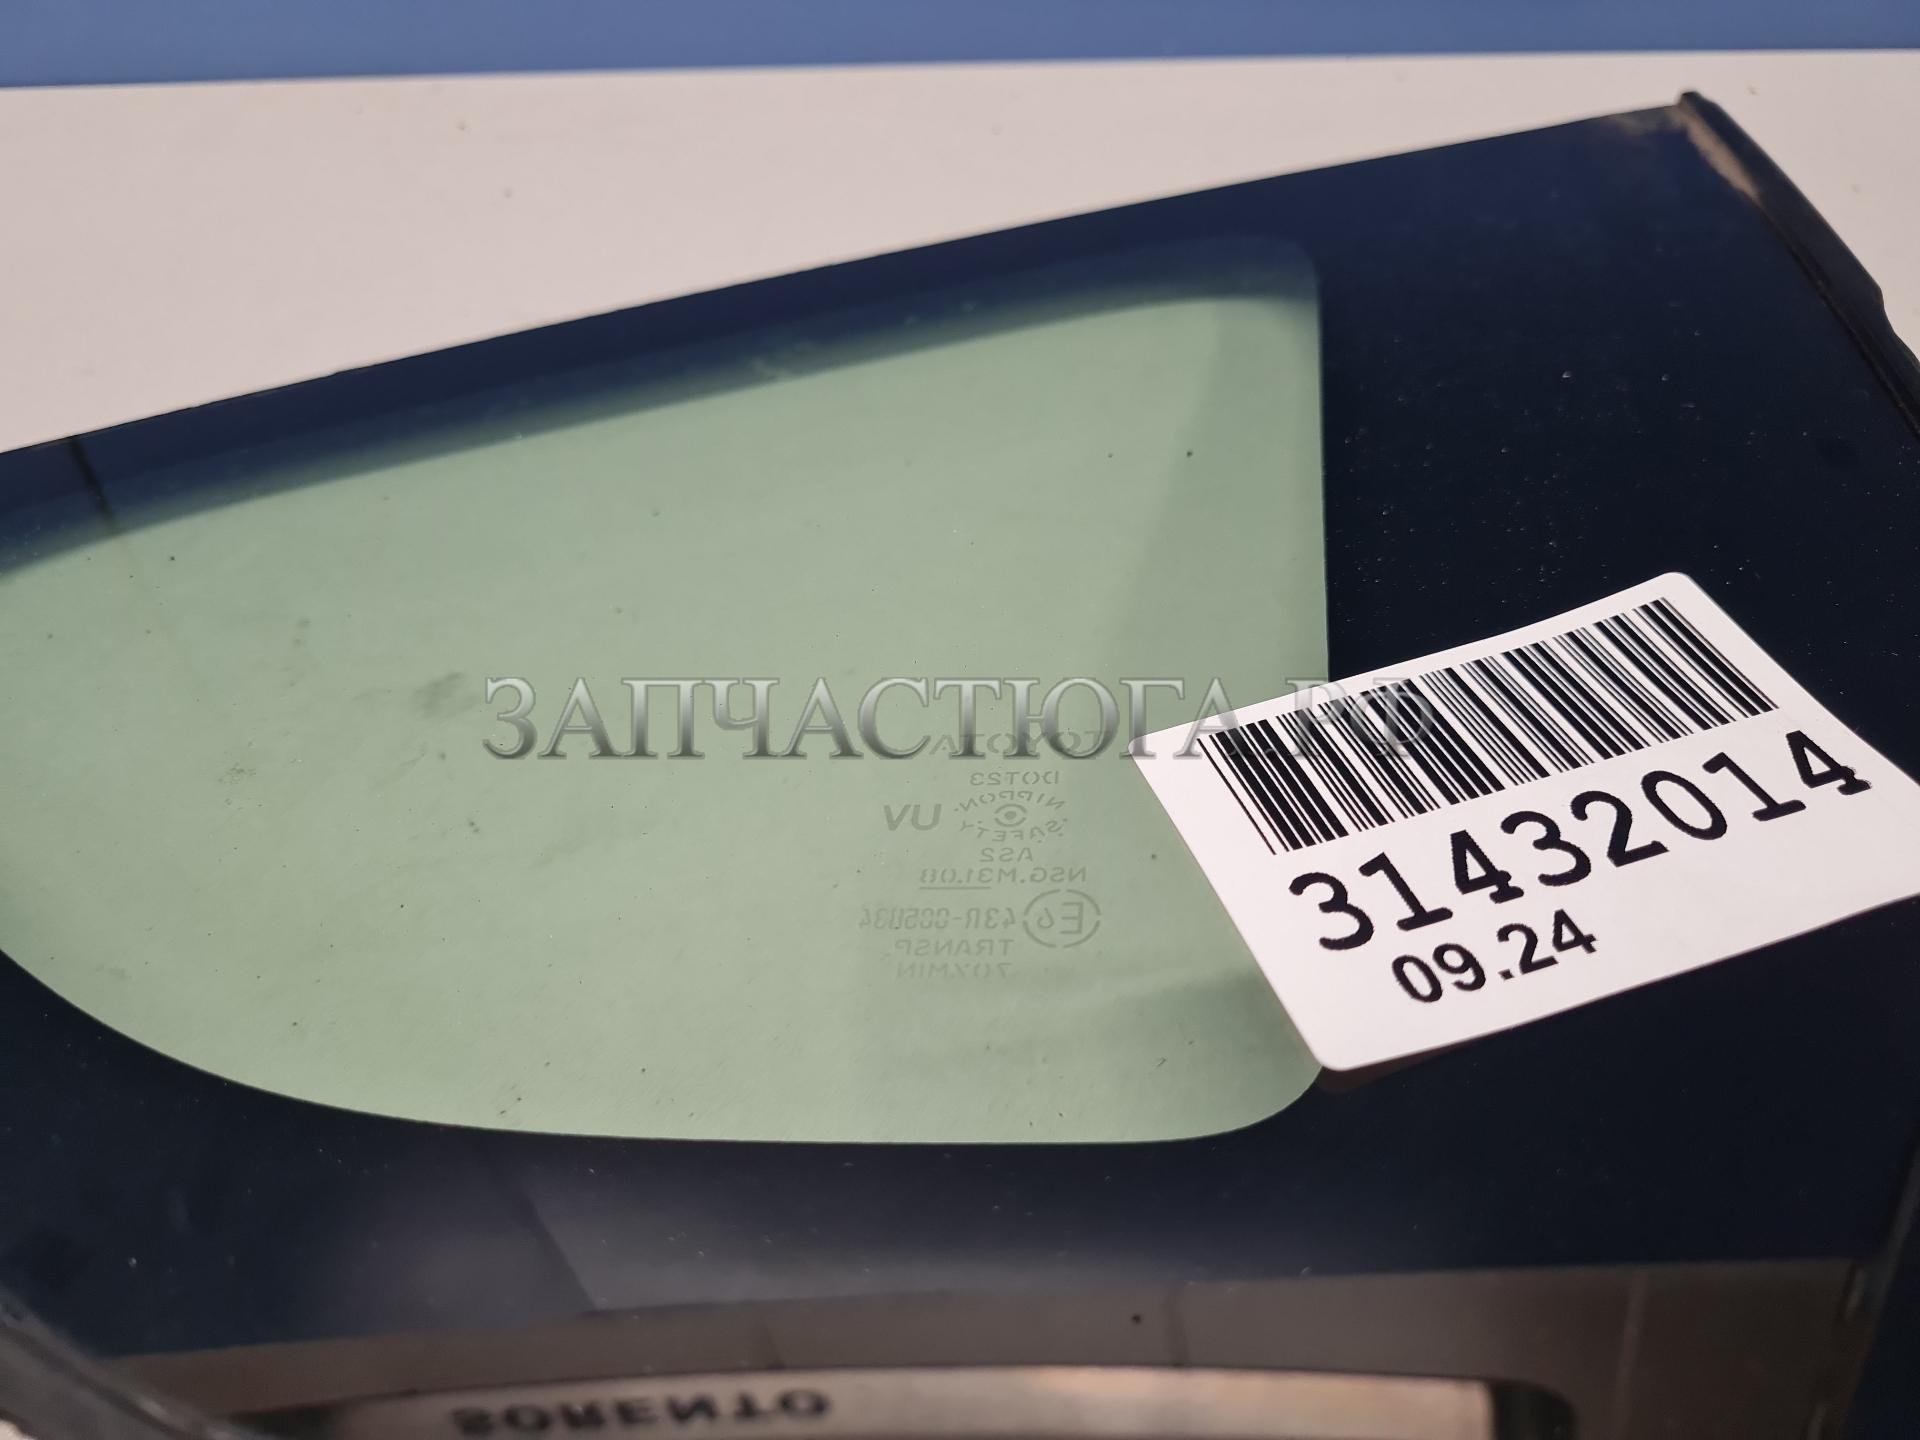 ЗАПЧАСТЮГА.РФ
TOYOTA
DOT23
NIPPON
UV
SAFETY
AS2
NSG.M31.08
E6 43R-005034
TRANSP.
70%MIN
31432014
09.24
SORENTO